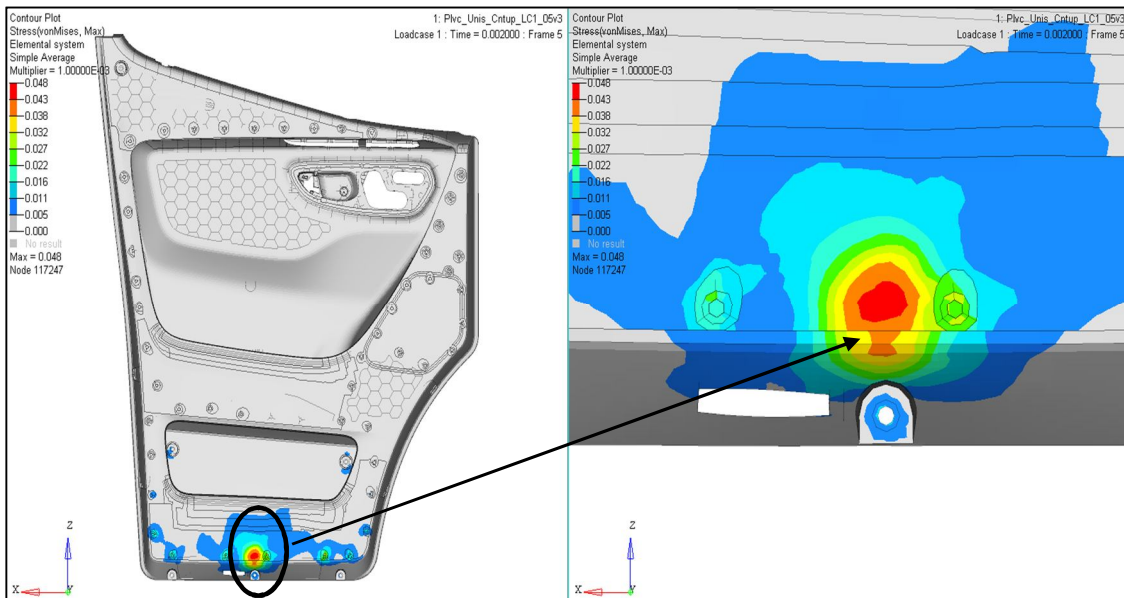 Contour Plot
Stress(vonMises, Max)
Elemental system
Simple Average
Multiplier = 1.00000E-03
0.048
0.043
0.038
0.032
0.027
0.022
0.016
0.011
0.005
0.000
No result
Max = 0.048
Node 117247
1: Plvc_Unis_Cntup_LC1_05v3
Loadcase 1 : Time = 0.002000 : Frame 5
Z
X
Y
Contour Plot
Stress(vonMises, Max)
Elemental system
Simple Average
Multiplier = 1.00000E-03
0.048
0.043
0.038
0.032
0.027
0.022
0.016
0.011
0.005
0.000
No result
Max = 0.048
Node 117247
1: Plvc_Unis_Cntup_LC1_05v3
Loadcase 1 : Time = 0.002000 : Frame 5
Z
X
Y